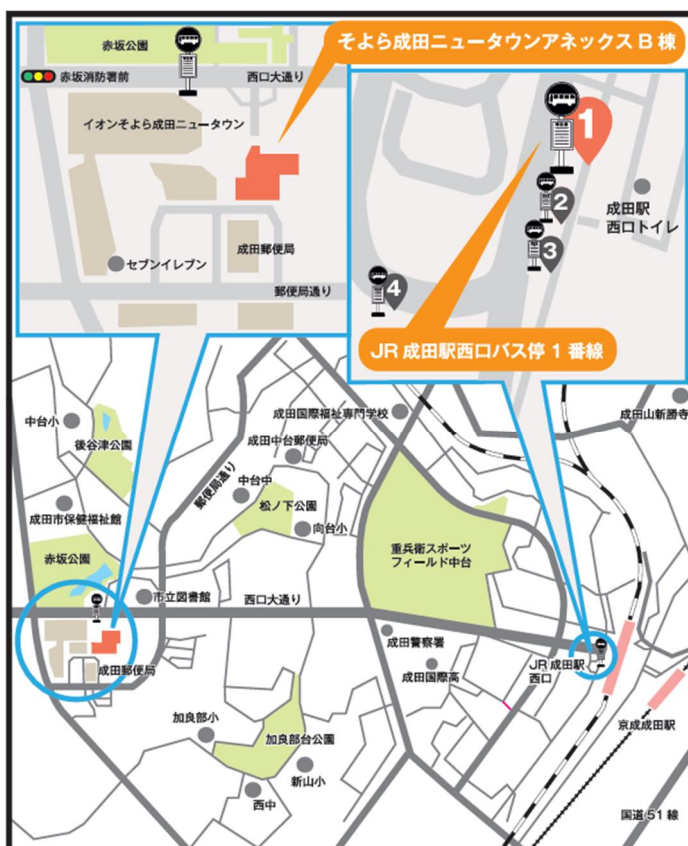 そよら成田ニュータウンアネックスB棟
赤坂公園
赤坂消防署前
西口大通り
イオンそよら成田ニュータウン
成田郵便局
セブンイレブン
郵便局通り
1
2
3
4
成田駅
西口トイレ
JR成田駅西口バス停1番線
中台小
後谷津公園
成田市保健福祉館
赤坂公園
郵便局通り
成田国際福祉専門学校
成田中台郵便局
中台中
松ノ下公園
向台小
成田山新勝寺
重兵衛スポーツ
フィールド中台
市立図書館
西口大通り
成田郵便局
成田警察署
成田国際高
JR成田駅
西口
京成成田駅
加良部小
加良部台公園
新山小
西中
国道51線